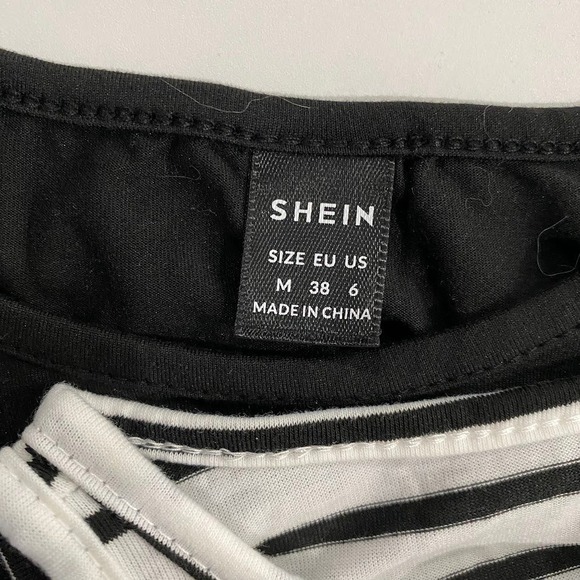 SHEIN
SIZE EU US
M 38 6
MADE IN CHINA